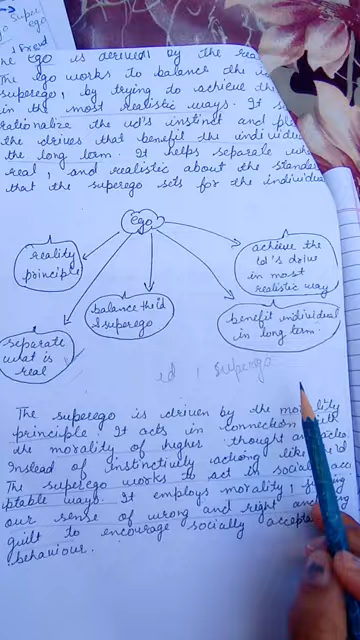 Super
ego
Freud
The ego is derived by the rea
The ego works to balance the i
superego, by trying to achieve the
in the most realistic ways. It s
rationalize the id's instinct and pl
the drives that benefit the individu
the long term. It helps separate wh
real, and realistic about the standar
that the superego sets for the individu
ego
reality
principle
achieve the
id's drive
in most
realistic way
balance the id
& superego
benefit individual
in long term.
separate
what is
real
id , superego
The superego is driven by the morality
principle. It acts in connection with
the morality of higher thought and
Instead of instinctively acting like the id
The superego works to act in social acc
ptable ways. It employs morality,
our sense of wrong and right and
guilt to encourage socially accepta
behaviour.